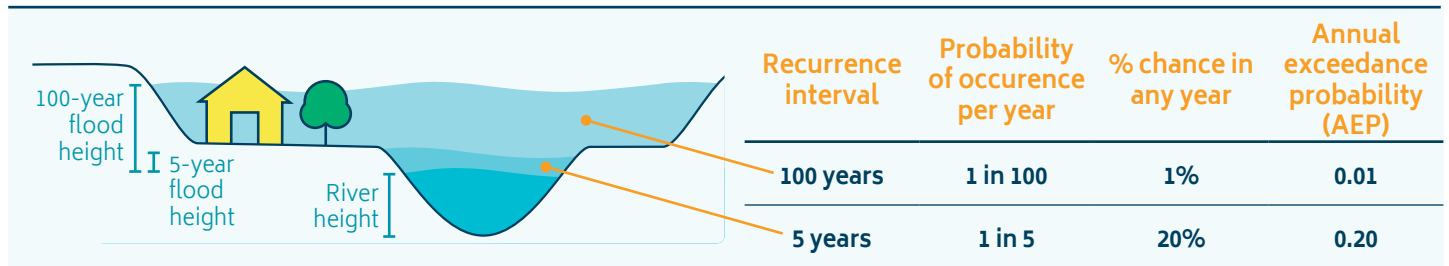 100-year
flood
height
5-year
flood
height
River
height
Recurrence
interval
Probability
of occurence
per year
% chance in
any year
Annual
exceedance
probability
(AEP)
100 years 1 in 100 1% 0.01
5 years 1 in 5 20% 0.20